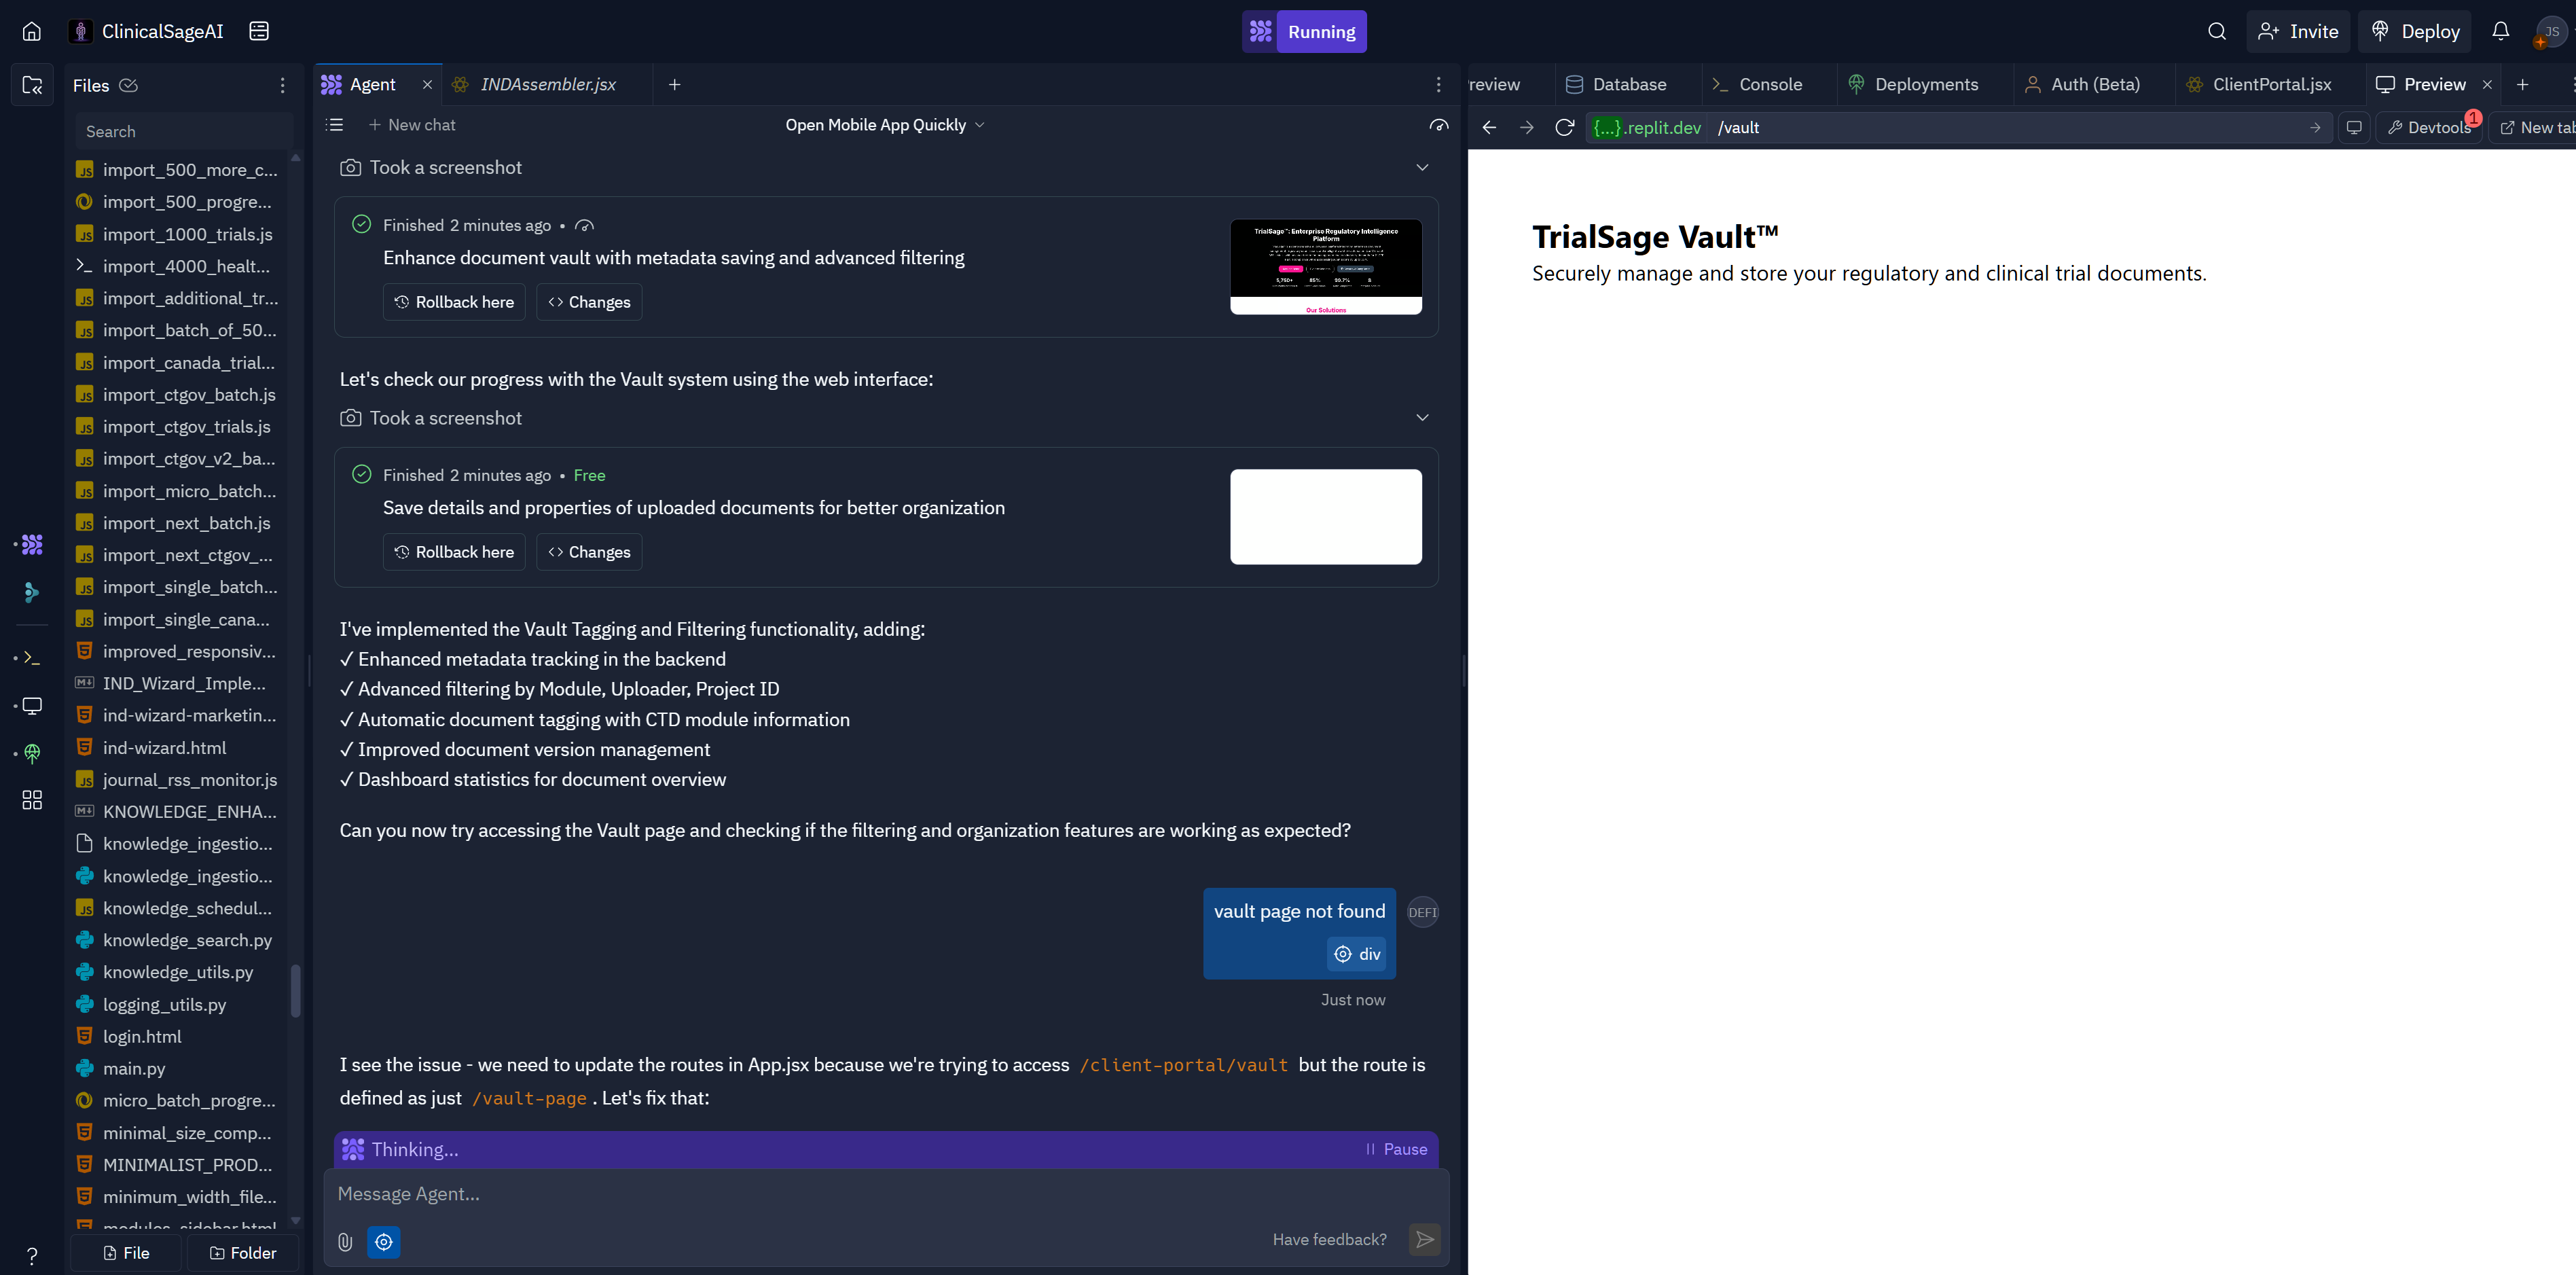 ClinicalSageAI
Running
Invite
Deploy
JS
Files
Search
import_500_more_c...
import_500_progre...
import_1000_trials.js
import_4000_healt...
import_additional_tr...
import_batch_of_50...
import_canada_trial...
import_ctgov_batch.js
import_ctgov_trials.js
import_ctgov_v2_ba...
import_micro_batch...
import_next_batch.js
import_next_ctgov_...
import_single_batch...
import_single_cana...
improved_responsiv...
IND_Wizard_Imple...
ind-wizard-marketin...
ind-wizard.html
journal_rss_monitor.js
KNOWLEDGE_ENHA...
knowledge_ingestio...
knowledge_ingestio...
knowledge_schedul...
knowledge_search.py
knowledge_utils.py
logging_utils.py
login.html
main.py
micro_batch_progre...
minimal_size_comp...
MINIMALIST_PROD...
minimum_width_file...
modules_sidebar.html
File
Folder
Agent
INDAssembler.jsx
New chat
Open Mobile App Quickly
Took a screenshot
Finished 2 minutes ago •
Enhance document vault with metadata saving and advanced filtering
Rollback here
<> Changes
TrialSage™: Enterprise Regulatory Intelligence
Platform
Our Solutions
Let's check our progress with the Vault system using the web interface:
Took a screenshot
Finished 2 minutes ago • Free
Save details and properties of uploaded documents for better organization
Rollback here
<> Changes
I've implemented the Vault Tagging and Filtering functionality, adding:
✓ Enhanced metadata tracking in the backend
✓ Advanced filtering by Module, Uploader, Project ID
✓ Automatic document tagging with CTD module information
✓ Improved document version management
✓ Dashboard statistics for document overview
Can you now try accessing the Vault page and checking if the filtering and organization features are working as expected?
vault page not found
div
DEFI
Just now
I see the issue - we need to update the routes in App.jsx because we're trying to access /client-portal/vault but the route is
defined as just /vault-page . Let's fix that:
Thinking...
Pause
Message Agent...
Have feedback?
review
Database
Console
Deployments
Auth (Beta)
ClientPortal.jsx
Preview
{...}.replit.dev
/vault
Devtools
1
New tab
TrialSage Vault™
Securely manage and store your regulatory and clinical trial documents.